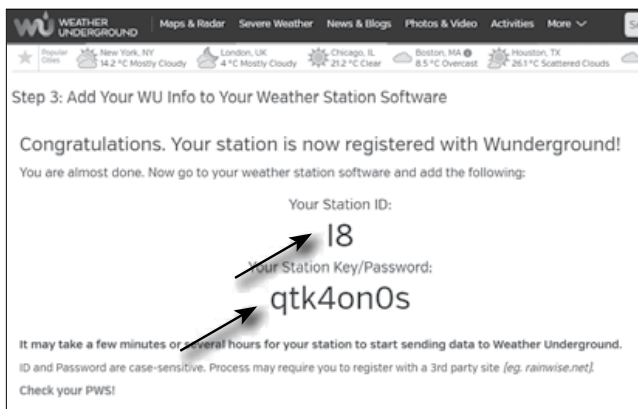 WU WEATHER UNDERGROUND Maps & Radar Severe Weather News & Blogs Photos & Video Activities More
Popular Cities New York, NY 14.2 °C Mostly Cloudy London, UK 4 °C Mostly Cloudy Chicago, IL 21.2 °C Clear Boston, MA 8.5 °C Overcast Houston, TX 26.1 °C Scattered Clouds
Step 3: Add Your WU Info to Your Weather Station Software
Congratulations. Your station is now registered with Wunderground!
You are almost done. Now go to your weather station software and add the following:
Your Station ID:
I8
Your Station Key/Password:
qtk4on0s
It may take a few minutes or several hours for your station to start sending data to Weather Underground.
ID and Password are case-sensitive. Process may require you to register with a 3rd party site [eg. rainwise.net].
Check your PWS!